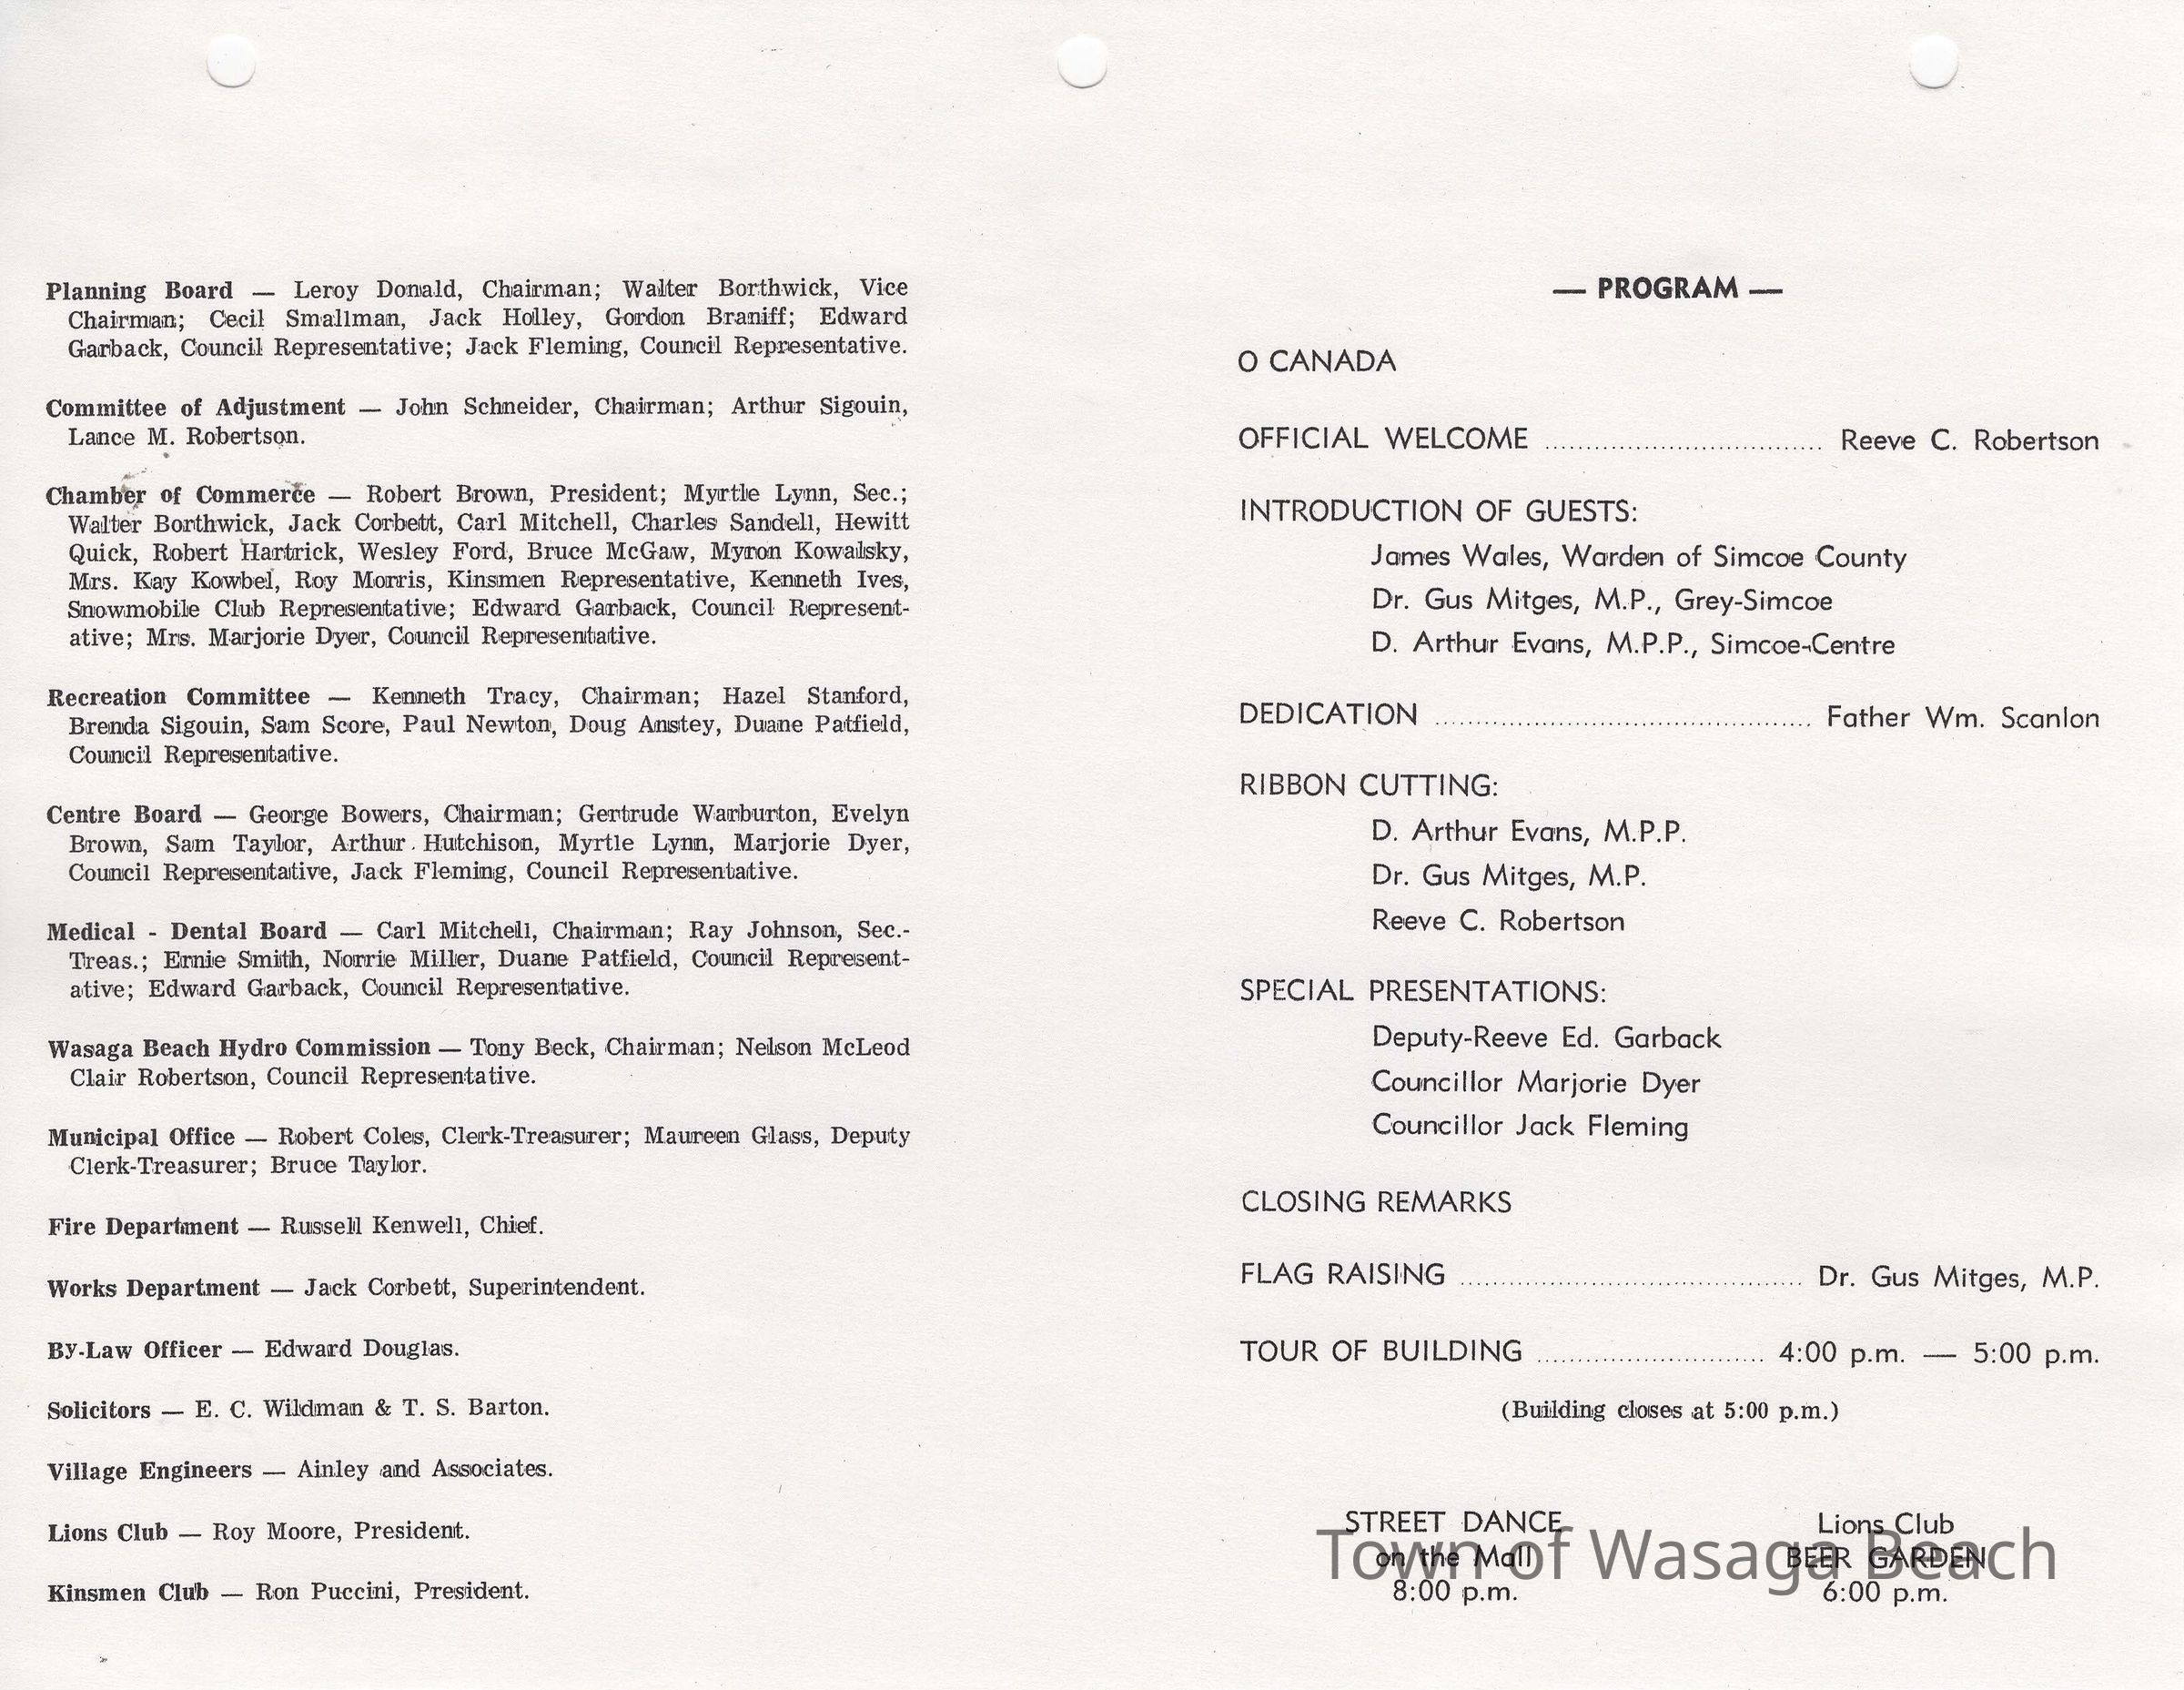 Planning Board — Leroy Donald, Chairman; Walter Borthwick, Vice
Chairman; Cecil Smallman, Jack Holley, Gordon Braniff; Edward
Garback, Council Representative; Jack Fleming, Council Representative.
Committee of Adjustment — John Schneider, Chairman; Arthur Sigouin,
Lance M. Robertson.
Chamber of Commerce — Robert Brown, President; Myrtle Lynn, Sec.;
Walter Borthwick, Jack Corbett, Carl Mitchell, Charles Sandell, Hewitt
Quick, Robert Hartrick, Wesley Ford, Bruce McGaw, Myron Kowalsky,
Mrs. Kay Kowbel, Roy Morris, Kinsmen Representative, Kenneth Ives,
Snowmobile Club Representative; Edward Garback, Council Represent-
ative; Mrs. Marjorie Dyer, Council Representative.
Recreation Committee — Kenneth Tracy, Chairman; Hazel Stanford,
Brenda Sigouin, Sam Score, Paul Newton, Doug Anstey, Duane Patfield,
Council Representative.
Centre Board — George Bowers, Chairman; Gertrude Warburton, Evelyn
Brown, Sam Taylor, Arthur Hutchison, Myrtle Lynn, Marjorie Dyer,
Council Representative, Jack Fleming, Council Representative.
Medical - Dental Board — Carl Mitchell, Chairman; Ray Johnson, Sec.-
Treas.; Ernie Smith, Norrie Miller, Duane Patfield, Council Represent-
ative; Edward Garback, Council Representative.
Wasaga Beach Hydro Commission — Tony Beck, Chairman; Nelson McLeod
Clair Robertson, Council Representative.
Municipal Office — Robert Coles, Clerk-Treasurer; Maureen Glass, Deputy
Clerk-Treasurer; Bruce Taylor.
Fire Department — Russell Kenwell, Chief.
Works Department — Jack Corbett, Superintendent.
By-Law Officer — Edward Douglas.
Solicitors — E. C. Wildman & T. S. Barton.
Village Engineers — Ainley and Associates.
Lions Club — Roy Moore, President.
Kinsmen Club — Ron Puccini, President.
— PROGRAM —
O CANADA
OFFICIAL WELCOME ................................ Reeve C. Robertson
INTRODUCTION OF GUESTS:
James Wales, Warden of Simcoe County
Dr. Gus Mitges, M.P., Grey-Simcoe
D. Arthur Evans, M.P.P., Simcoe-Centre
DEDICATION ........................................... Father Wm. Scanlon
RIBBON CUTTING:
D. Arthur Evans, M.P.P.
Dr. Gus Mitges, M.P.
Reeve C. Robertson
SPECIAL PRESENTATIONS:
Deputy-Reeve Ed. Garback
Councillor Marjorie Dyer
Councillor Jack Fleming
CLOSING REMARKS
FLAG RAISING ....................................... Dr. Gus Mitges, M.P.
TOUR OF BUILDING .......................... 4:00 p.m. — 5:00 p.m.
(Building closes at 5:00 p.m.)
STREET DANCE
on the Mall
8:00 p.m.
Lions Club
BEER GARDEN
6:00 p.m.
Town of Wasaga Beach